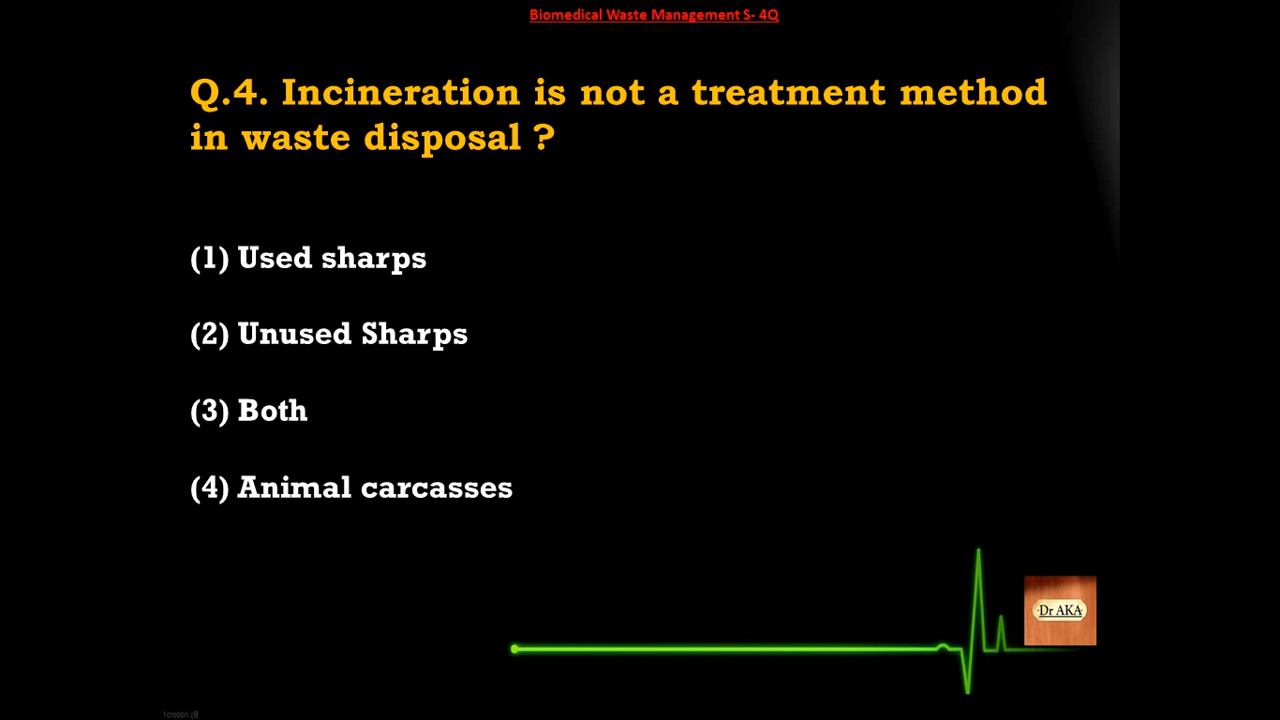 Biomedical Waste Management S- 4Q
Q.4. Incineration is not a treatment method
in waste disposal ?
(1) Used sharps
(2) Unused Sharps
(3) Both
(4) Animal carcasses
Dr AKA